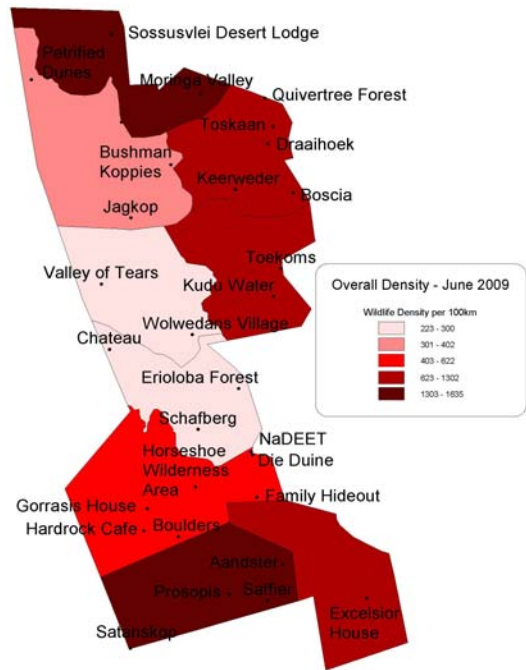 Sossusvlei Desert Lodge
Petrified
Dunes
Moringa Valley
Quivertree Forest
Toskaan
Draaihoek
Bushman
Koppies
Keerweder
Boscia
Jagkop
Toekoms
Valley of Tears
Kudu Water
Wolwedans Village
Chateau
Erioloba Forest
Schafberg
NaDEET
Die Duine
Horseshoe
Wilderness
Area
Family Hideout
Gorrasis House
Hardrock Cafe
Boulders
Aandster
Prosopis
Saffier
Excelsior
House
Satanskop
Overall Density - June 2009
Wildlife Density per 100km
223 - 300
301 - 402
403 - 622
623 - 1302
1303 - 1635